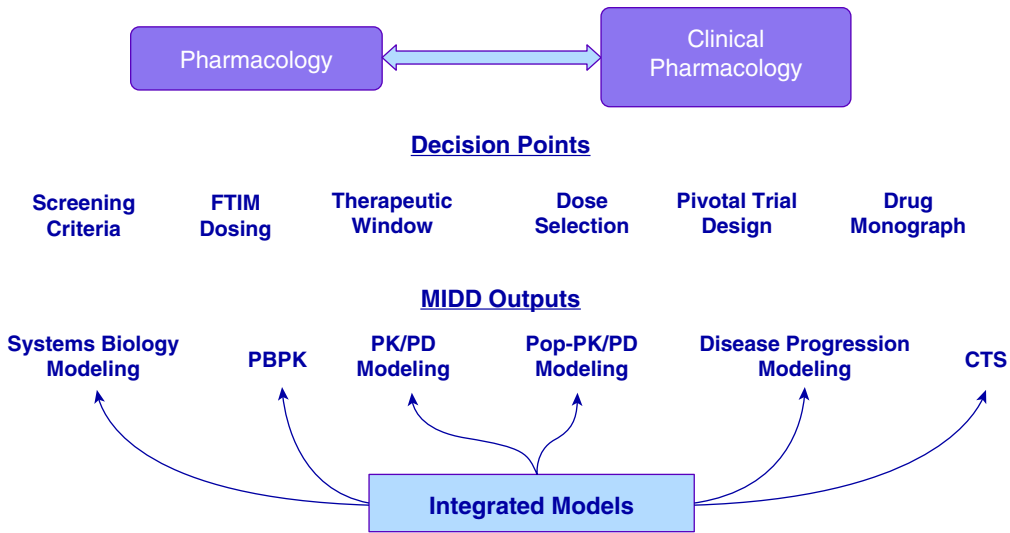 Pharmacology
Clinical
Pharmacology
Decision Points
Screening
Criteria
FTIM
Dosing
Therapeutic
Window
Dose
Selection
Pivotal Trial
Design
Drug
Monograph
MIDD Outputs
Systems Biology
Modeling
PBPK
PK/PD
Modeling
Pop-PK/PD
Modeling
Disease Progression
Modeling
CTS
Integrated Models